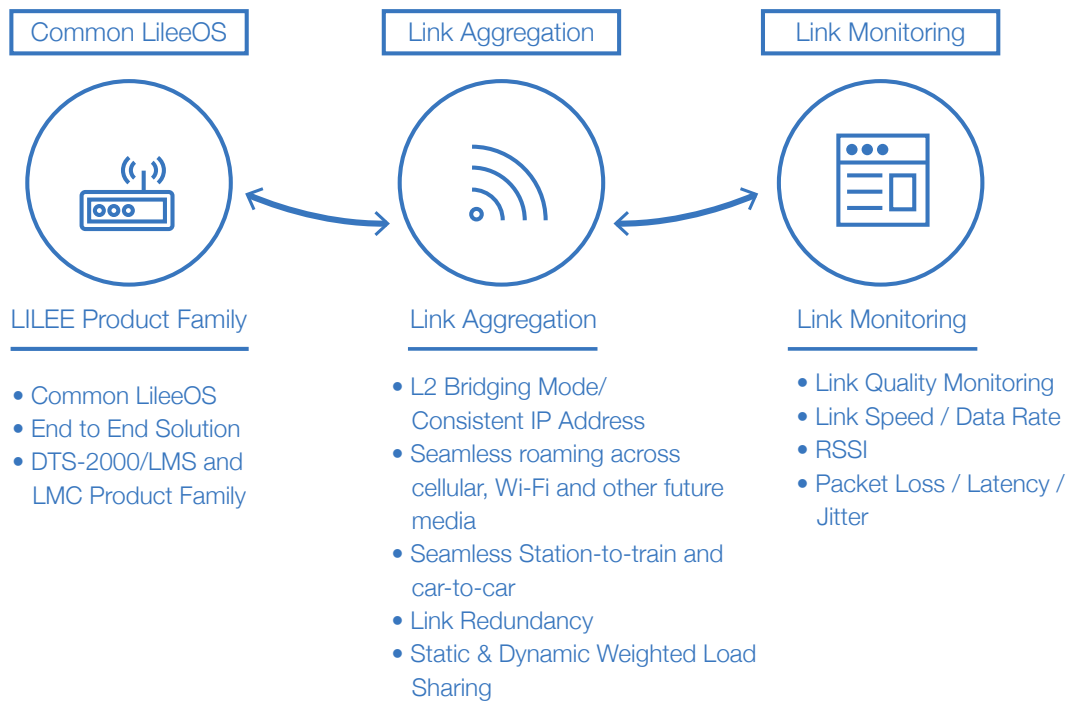 Common LileeOS
Link Aggregation
Link Monitoring
LILEE Product Family
• Common LileeOS
• End to End Solution
• DTS-2000/LMS and
LMC Product Family
Link Aggregation
• L2 Bridging Mode/
Consistent IP Address
• Seamless roaming across
cellular, Wi-Fi and other future
media
• Seamless Station-to-train and
car-to-car
• Link Redundancy
• Static & Dynamic Weighted Load
Sharing
Link Monitoring
• Link Quality Monitoring
• Link Speed / Data Rate
• RSSI
• Packet Loss / Latency /
Jitter